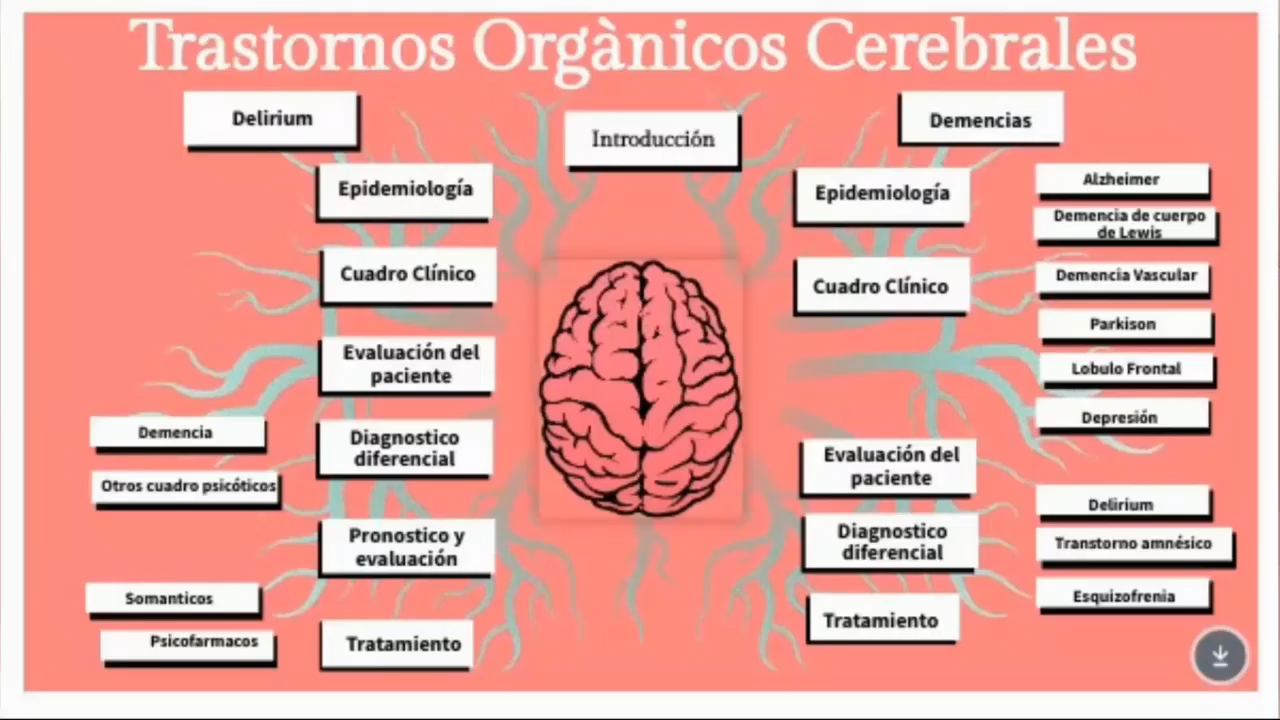 Trastornos Orgànicos Cerebrales
Delirium
Introducción
Demencias
Epidemiología
Cuadro Clínico
Evaluación del
paciente
Diagnostico
diferencial
Demencia
Otros cuadro psicóticos
Pronostico y
evaluación
Somanticos
Psicofarmacos
Tratamiento
Epidemiología
Cuadro Clínico
Alzheimer
Demencia de cuerpo
de Lewis
Demencia Vascular
Parkison
Lobulo Frontal
Depresión
Evaluación del
paciente
Diagnostico
diferencial
Delirium
Transtorno amnésico
Esquizofrenia
Tratamiento